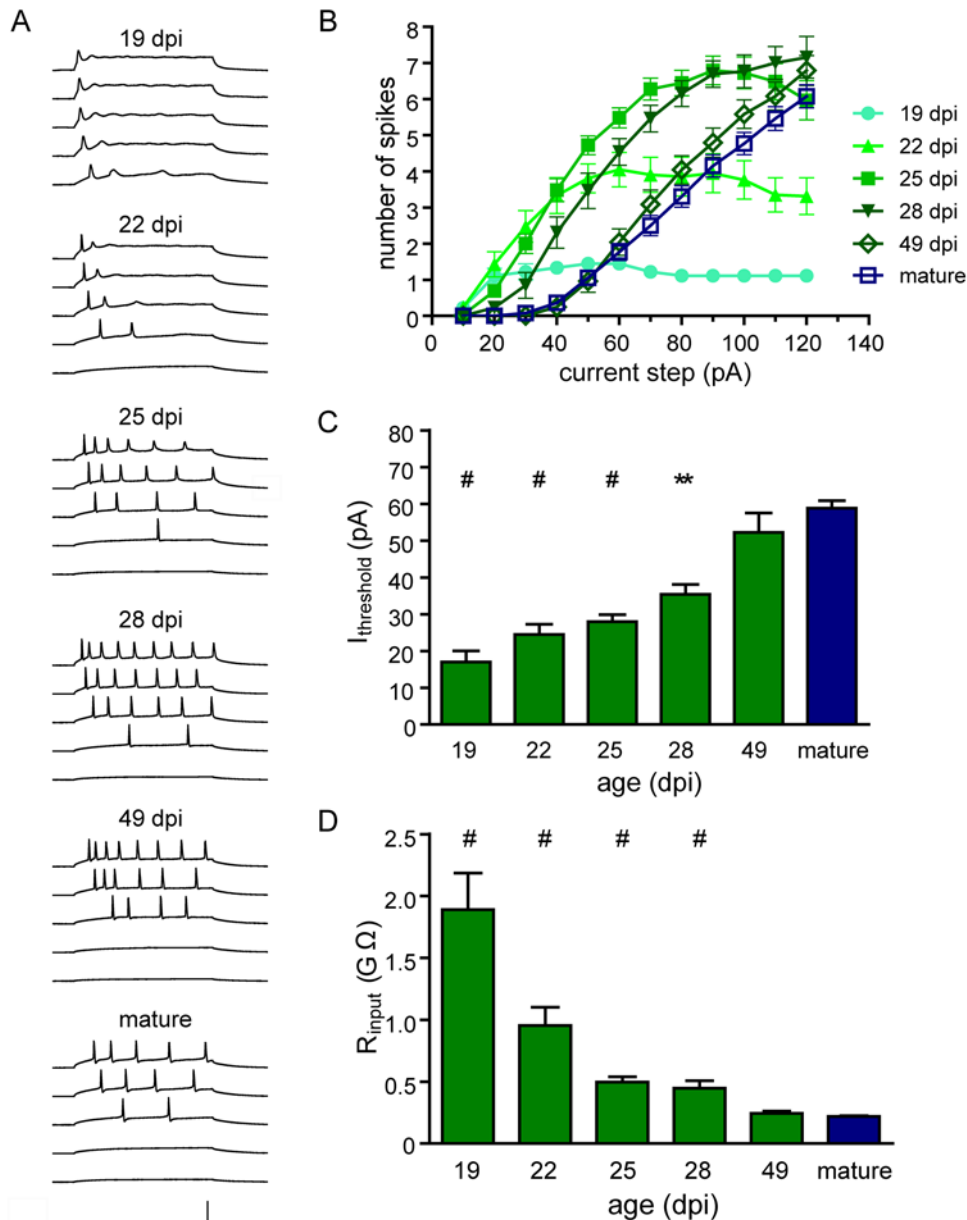 A
19 dpi
22 dpi
25 dpi
28 dpi
49 dpi
mature
B
number of spikes
8
7
6
5
4
3
2
1
0
0 20 40 60 80 100 120 140
current step (pA)
19 dpi
22 dpi
25 dpi
28 dpi
49 dpi
mature
C
Ithreshold (pA)
80
70
60
50
40
30
20
10
0
# # # **
19 22 25 28 49 mature
age (dpi)
D
Rinput (G Ω)
2.5
2.0
1.5
1.0
0.5
0
# # # #
19 22 25 28 49 mature
age (dpi)